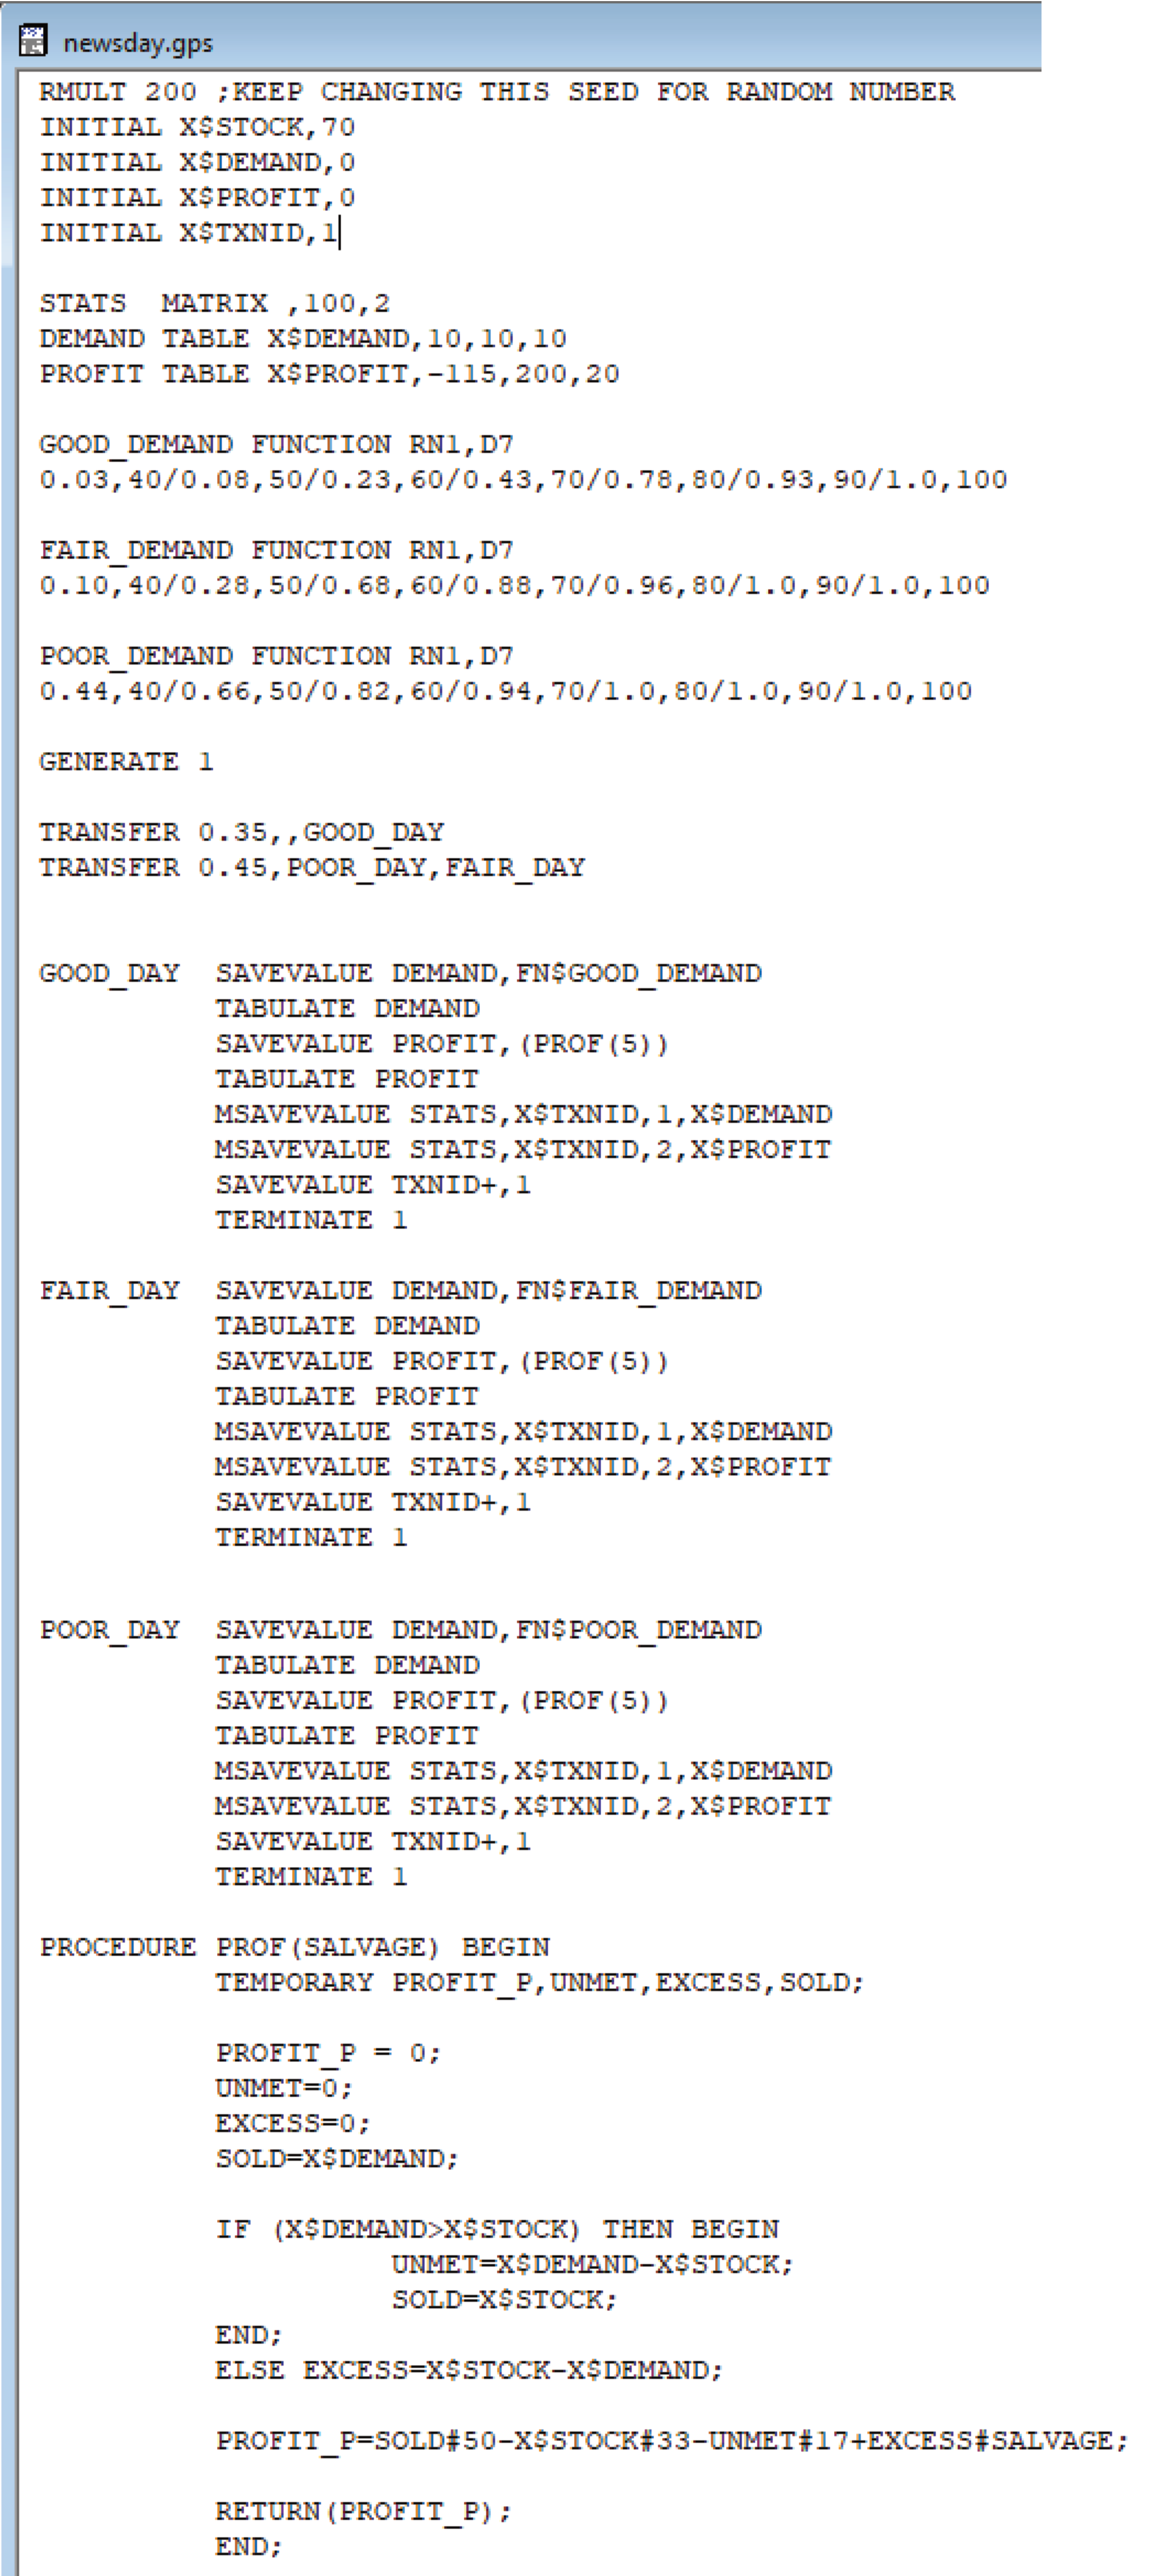 newsday.gps
RMULT 200 ;KEEP CHANGING THIS SEED FOR RANDOM NUMBER
INITIAL X$STOCK,70
INITIAL X$DEMAND,0
INITIAL X$PROFIT,0
INITIAL X$TXNID,1
STATS  MATRIX ,100,2
DEMAND TABLE X$DEMAND,10,10,10
PROFIT TABLE X$PROFIT,-115,200,20
GOOD_DEMAND FUNCTION RN1,D7
0.03,40/0.08,50/0.23,60/0.43,70/0.78,80/0.93,90/1.0,100
FAIR_DEMAND FUNCTION RN1,D7
0.10,40/0.28,50/0.68,60/0.88,70/0.96,80/1.0,90/1.0,100
POOR_DEMAND FUNCTION RN1,D7
0.44,40/0.66,50/0.82,60/0.94,70/1.0,80/1.0,90/1.0,100
GENERATE 1
TRANSFER 0.35,,GOOD_DAY
TRANSFER 0.45,POOR_DAY,FAIR_DAY
GOOD_DAY  SAVEVALUE DEMAND,FN$GOOD_DEMAND
TABULATE DEMAND
SAVEVALUE PROFIT,(PROF(5))
TABULATE PROFIT
MSAVEVALUE STATS,X$TXNID,1,X$DEMAND
MSAVEVALUE STATS,X$TXNID,2,X$PROFIT
SAVEVALUE TXNID+,1
TERMINATE 1
FAIR_DAY  SAVEVALUE DEMAND,FN$FAIR_DEMAND
TABULATE DEMAND
SAVEVALUE PROFIT,(PROF(5))
TABULATE PROFIT
MSAVEVALUE STATS,X$TXNID,1,X$DEMAND
MSAVEVALUE STATS,X$TXNID,2,X$PROFIT
SAVEVALUE TXNID+,1
TERMINATE 1
POOR_DAY  SAVEVALUE DEMAND,FN$POOR_DEMAND
TABULATE DEMAND
SAVEVALUE PROFIT,(PROF(5))
TABULATE PROFIT
MSAVEVALUE STATS,X$TXNID,1,X$DEMAND
MSAVEVALUE STATS,X$TXNID,2,X$PROFIT
SAVEVALUE TXNID+,1
TERMINATE 1
PROCEDURE PROF(SALVAGE) BEGIN
TEMPORARY PROFIT_P,UNMET,EXCESS,SOLD;
PROFIT_P = 0;
UNMET=0;
EXCESS=0;
SOLD=X$DEMAND;
IF (X$DEMAND>X$STOCK) THEN BEGIN
UNMET=X$DEMAND-X$STOCK;
SOLD=X$STOCK;
END;
ELSE EXCESS=X$STOCK-X$DEMAND;
PROFIT_P=SOLD#50-X$STOCK#33-UNMET#17+EXCESS#SALVAGE;
RETURN(PROFIT_P);
END;